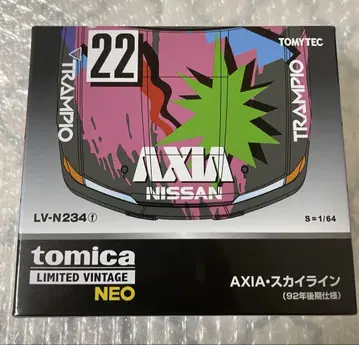 22
TOMYTEC
TRAMPIO
TRAMPIO
AXIA
NISSAN
LV-N234ⓕ
S=1/64
tomica
LIMITED VINTAGE
NEO
AXIA・スカイライン
(92年後期仕様)